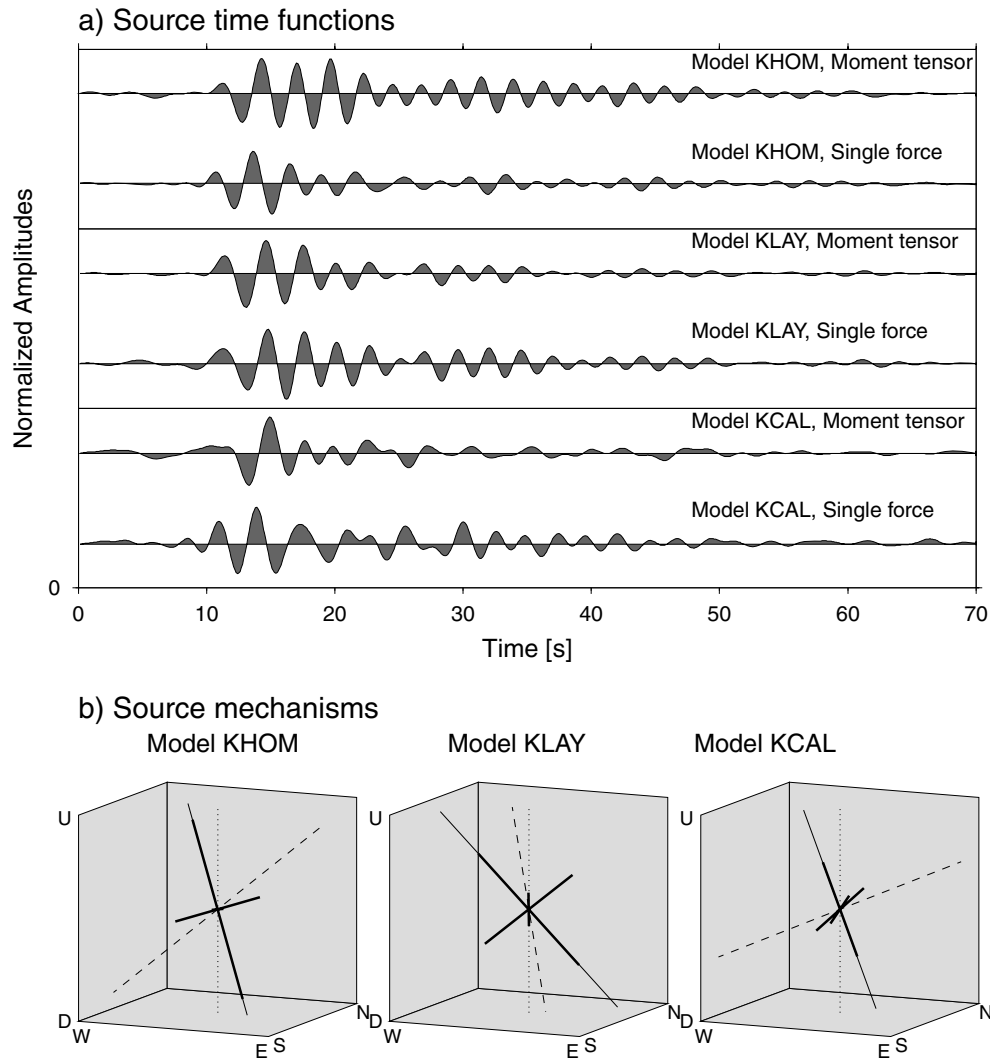 a) Source time functions
Model KHOM, Moment tensor
Model KHOM, Single force
Model KLAY, Moment tensor
Model KLAY, Single force
Model KCAL, Moment tensor
Model KCAL, Single force
Normalized Amplitudes
0
0 10 20 30 40 50 60 70
Time [s]
b) Source mechanisms
Model KHOM Model KLAY Model KCAL
U U U
D W E S N D W E S N D W E S N